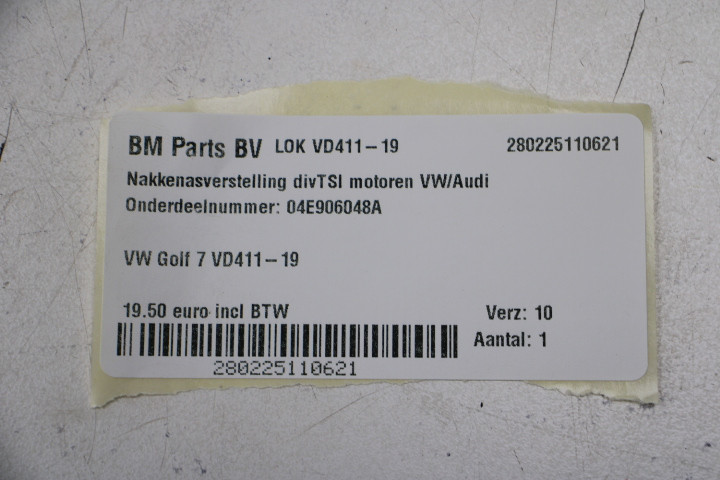 BM Parts BV LOK VD411-19 280225110621
Nakkenasverstelling divTSI motoren VW/Audi
Onderdeelnummer: 04E906048A
VW Golf 7 VD411-19
19.50 euro incl BTW Verz: 10
Aantal: 1
280225110621